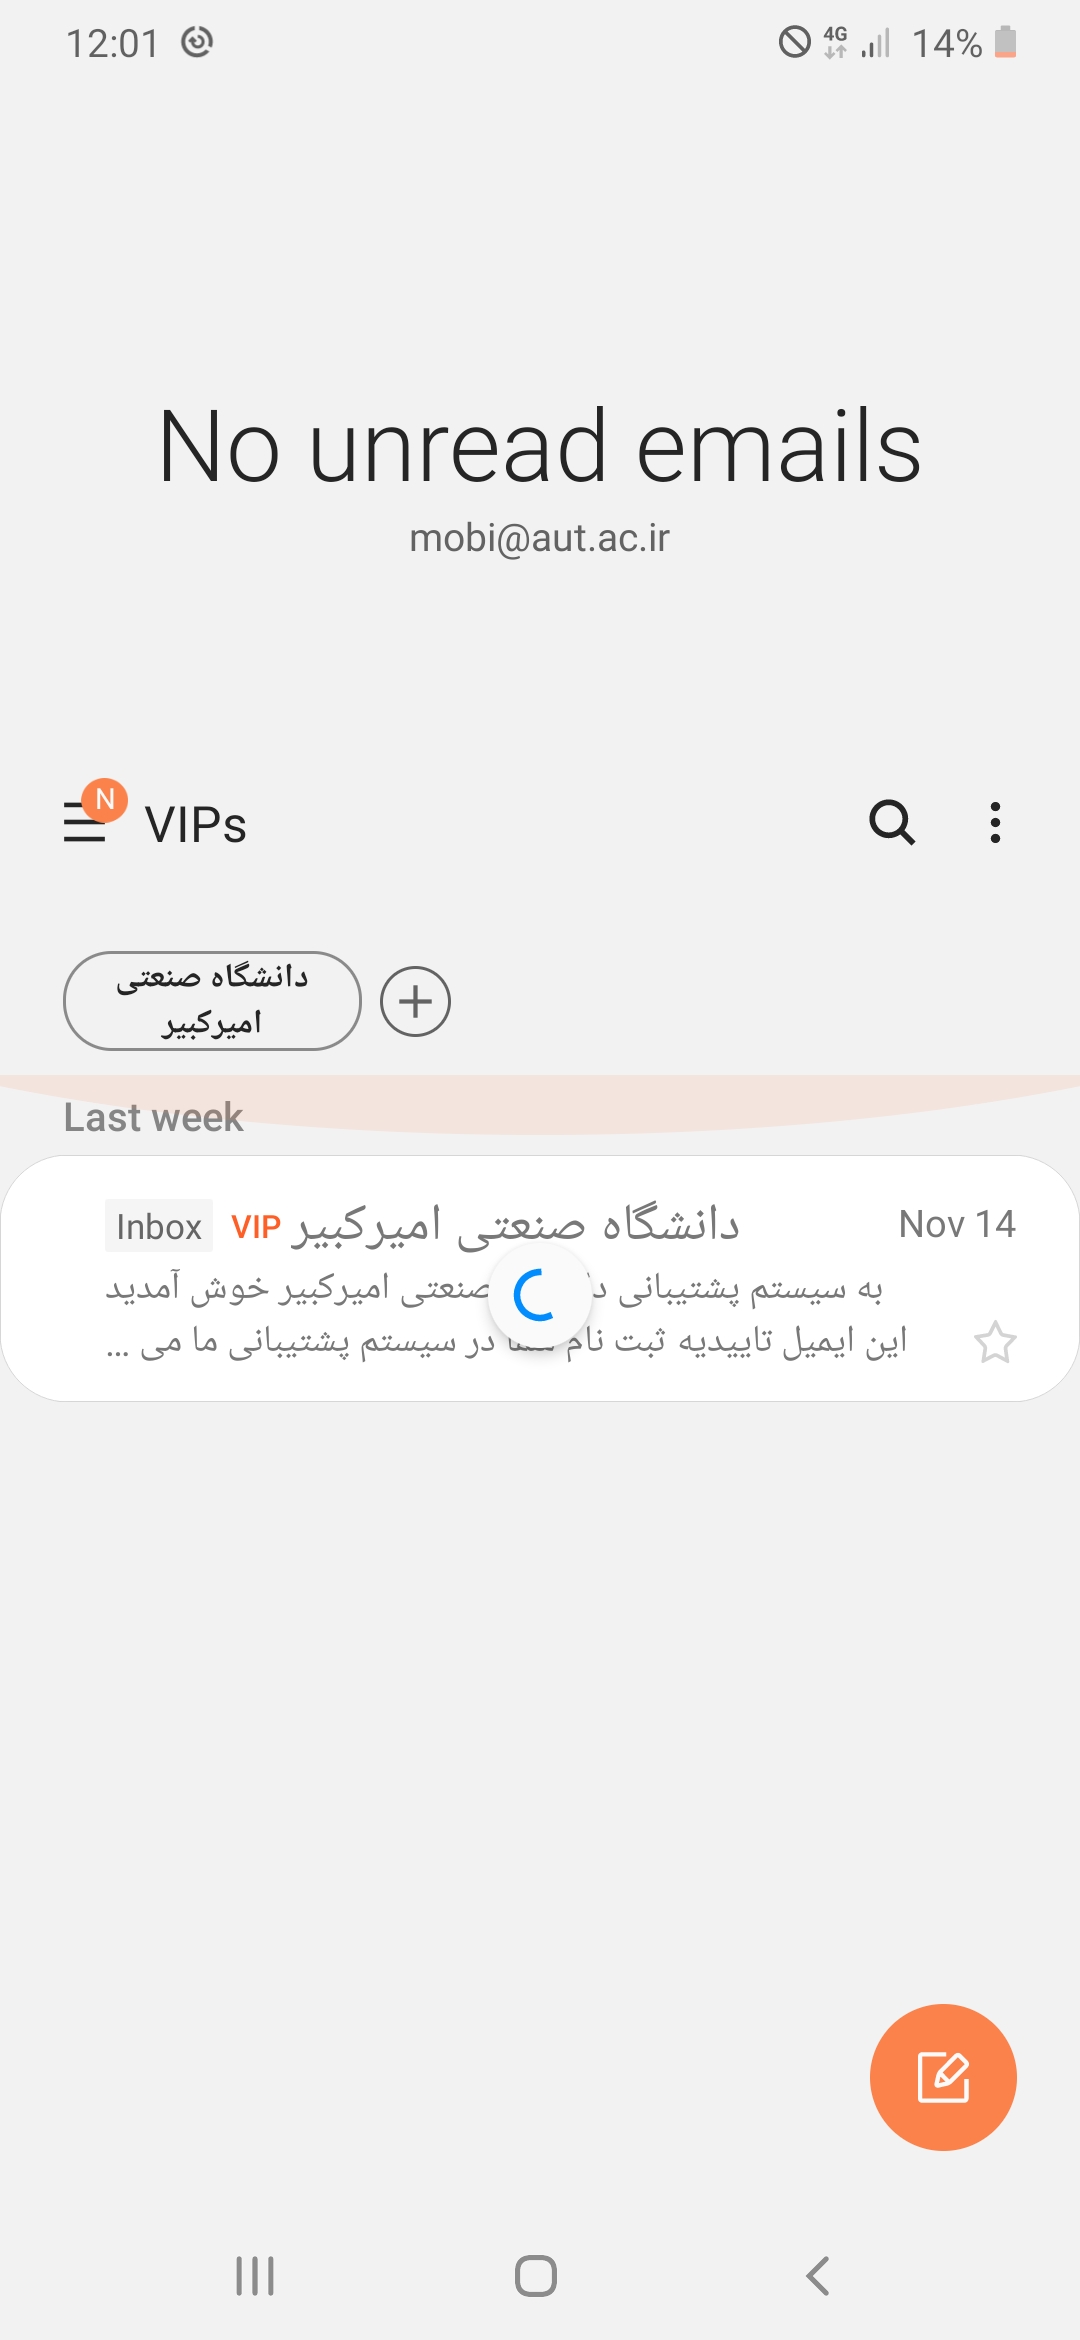 12:01
4G 14%
No unread emails
mobi@aut.ac.ir
N
VIPs
دانشگاه صنعتی
امیرکبیر
Last week
Inbox VIP دانشگاه صنعتی امیرکبیر Nov 14
به سیستم پشتیبانی صنعتی امیرکبیر خوش آمدید
این ایمیل تاییدیه ثبت نام در سیستم پشتیبانی ما می ...